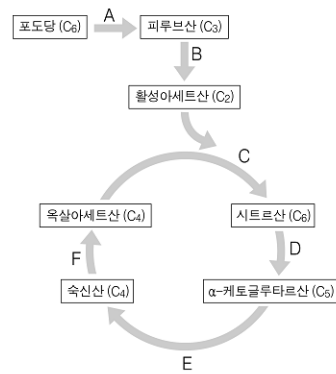 포도당 (C₆)
A
피루브산 (C₃)
B
활성아세트산 (C₂)
C
옥살아세트산 (C₄)
시트르산 (C₆)
F
D
숙신산 (C₄)
α-케토글루타르산 (C₅)
E